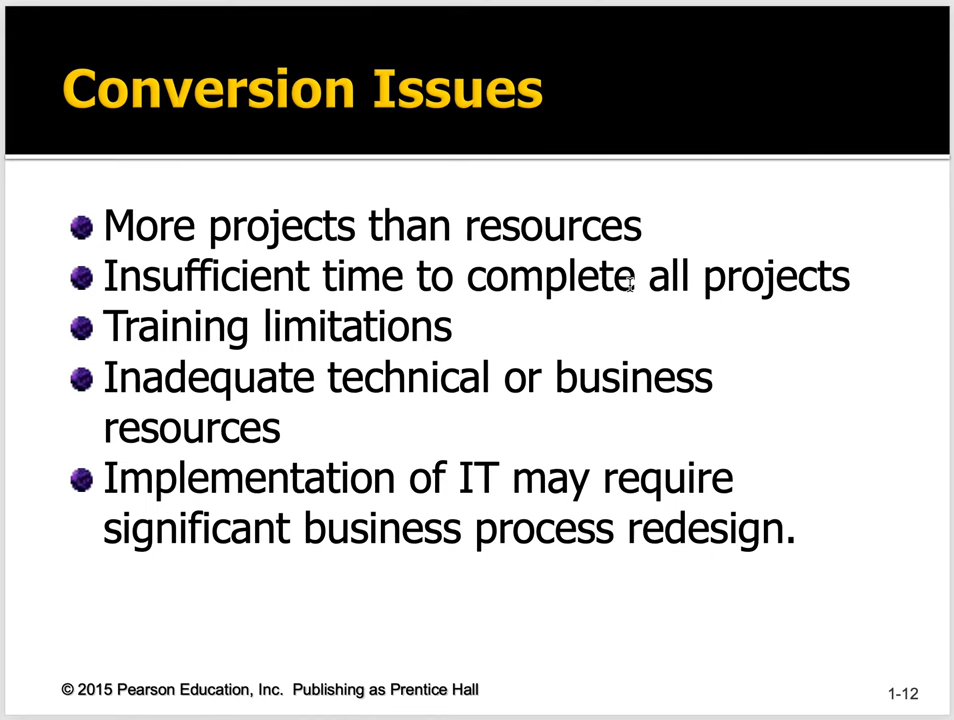 Conversion Issues
More projects than resources
Insufficient time to complete all projects
Training limitations
Inadequate technical or business
resources
Implementation of IT may require
significant business process redesign.
© 2015 Pearson Education, Inc. Publishing as Prentice Hall
1-12